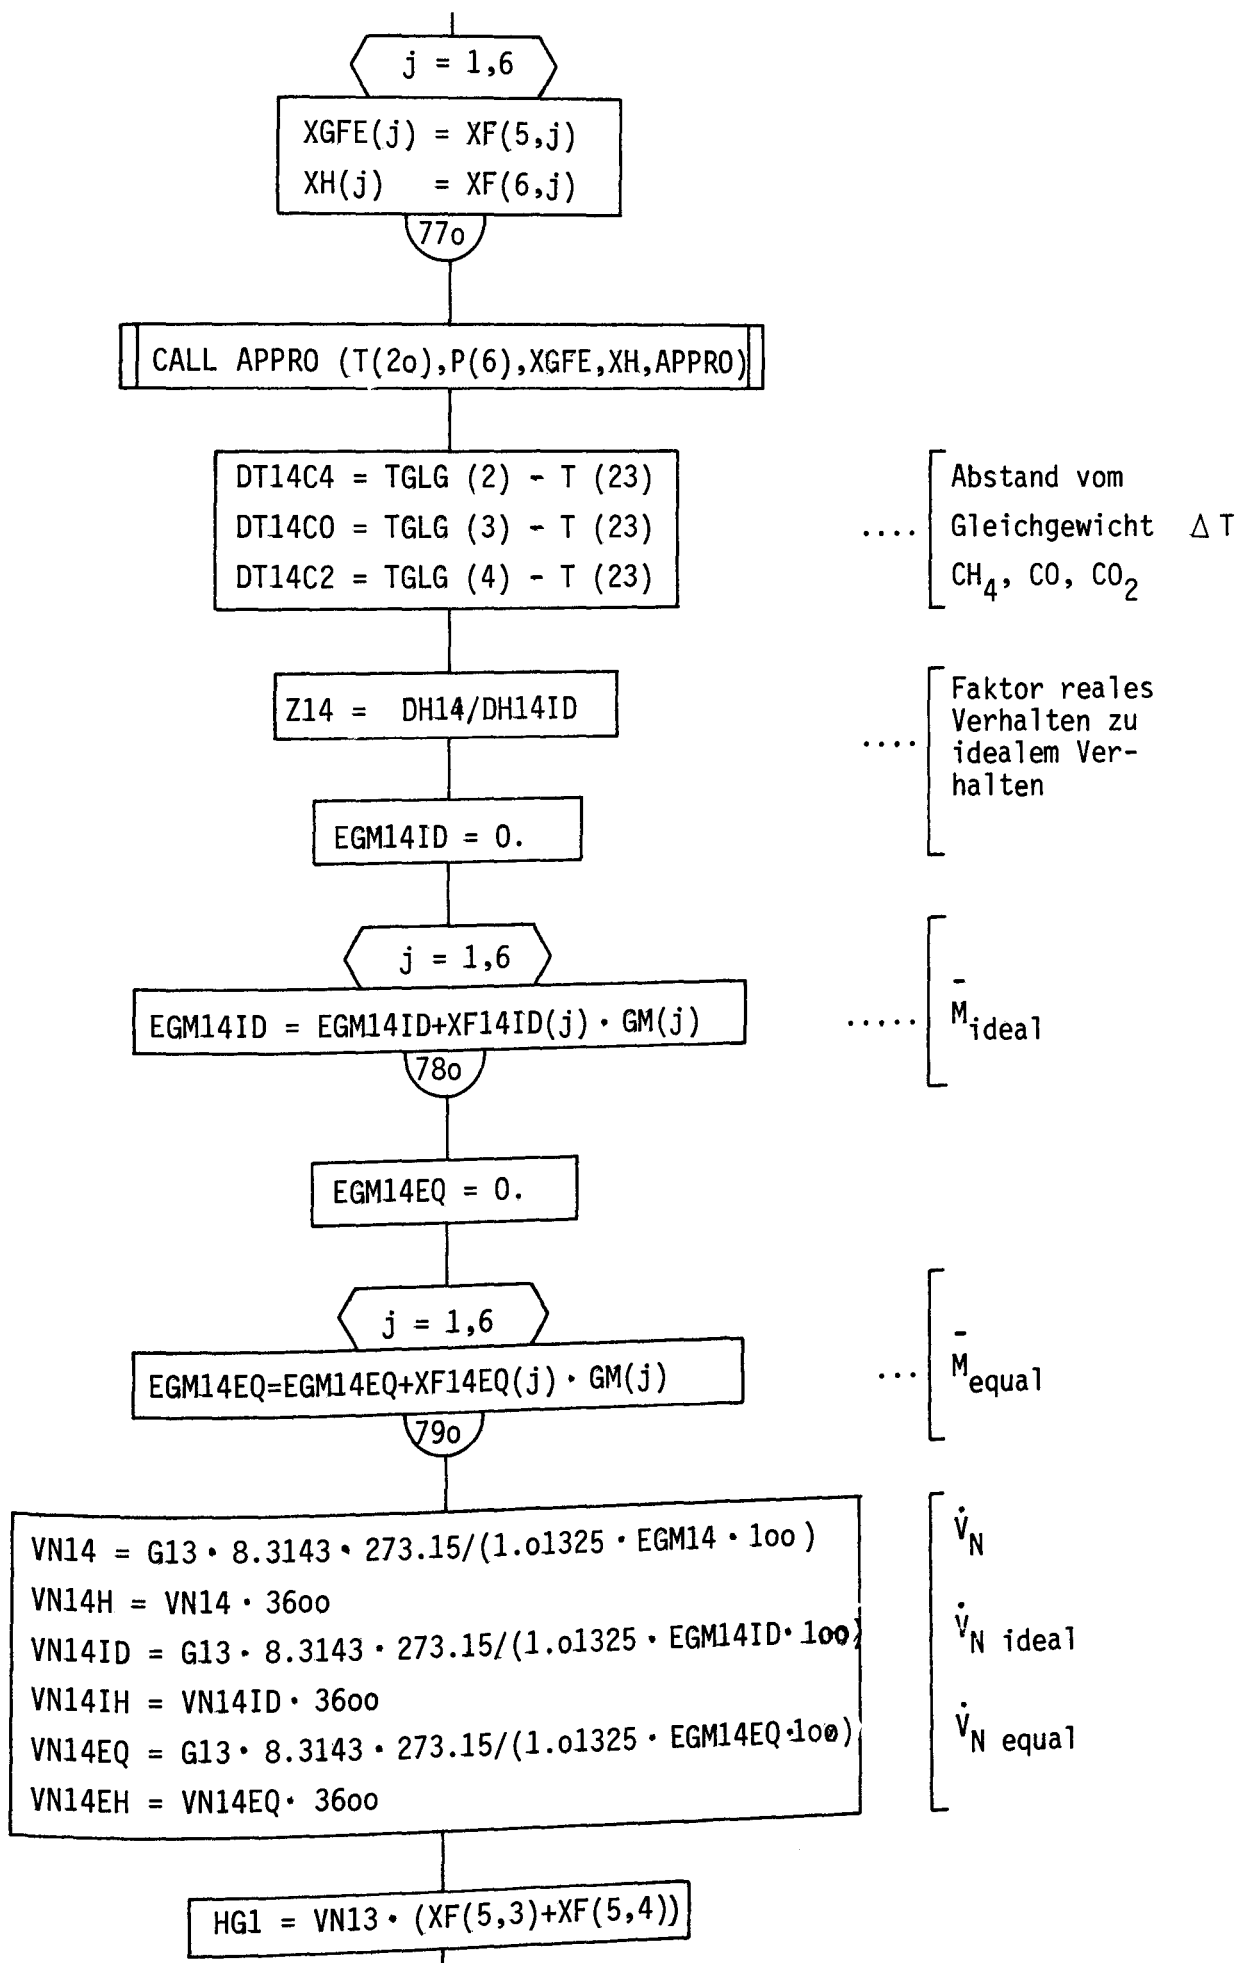 j = 1,6
XGFE(j) = XF(5,j)
XH(j) = XF(6,j)
77o
CALL APPRO (T(2o),P(6),XGFE,XH,APPRO)
DT14C4 = TGLG (2) - T (23)
DT14CO = TGLG (3) - T (23)
DT14C2 = TGLG (4) - T (23)
.... Abstand vom
Gleichgewicht Δ T
CH4, CO, CO2
Z14 = DH14/DH14ID
.... Faktor reales
Verhalten zu
idealem Ver-
halten
EGM14ID = 0.
j = 1,6
EGM14ID = EGM14ID+XF14ID(j) · GM(j)
..... M̄ideal
78o
EGM14EQ = 0.
j = 1,6
EGM14EQ=EGM14EQ+XF14EQ(j) · GM(j)
... M̄equal
79o
VN14 = G13 · 8.3143 · 273.15/(1.o1325 · EGM14 · 1oo )
VN14H = VN14 · 36oo
VN14ID = G13 · 8.3143 · 273.15/(1.o1325 · EGM14ID · 1oo)
VN14IH = VN14ID · 36oo
VN14EQ = G13 · 8.3143 · 273.15/(1.o1325 · EGM14EQ ·1oo)
VN14EH = VN14EQ · 36oo
V̇N
V̇N ideal
V̇N equal
HG1 = VN13 · (XF(5,3)+XF(5,4))